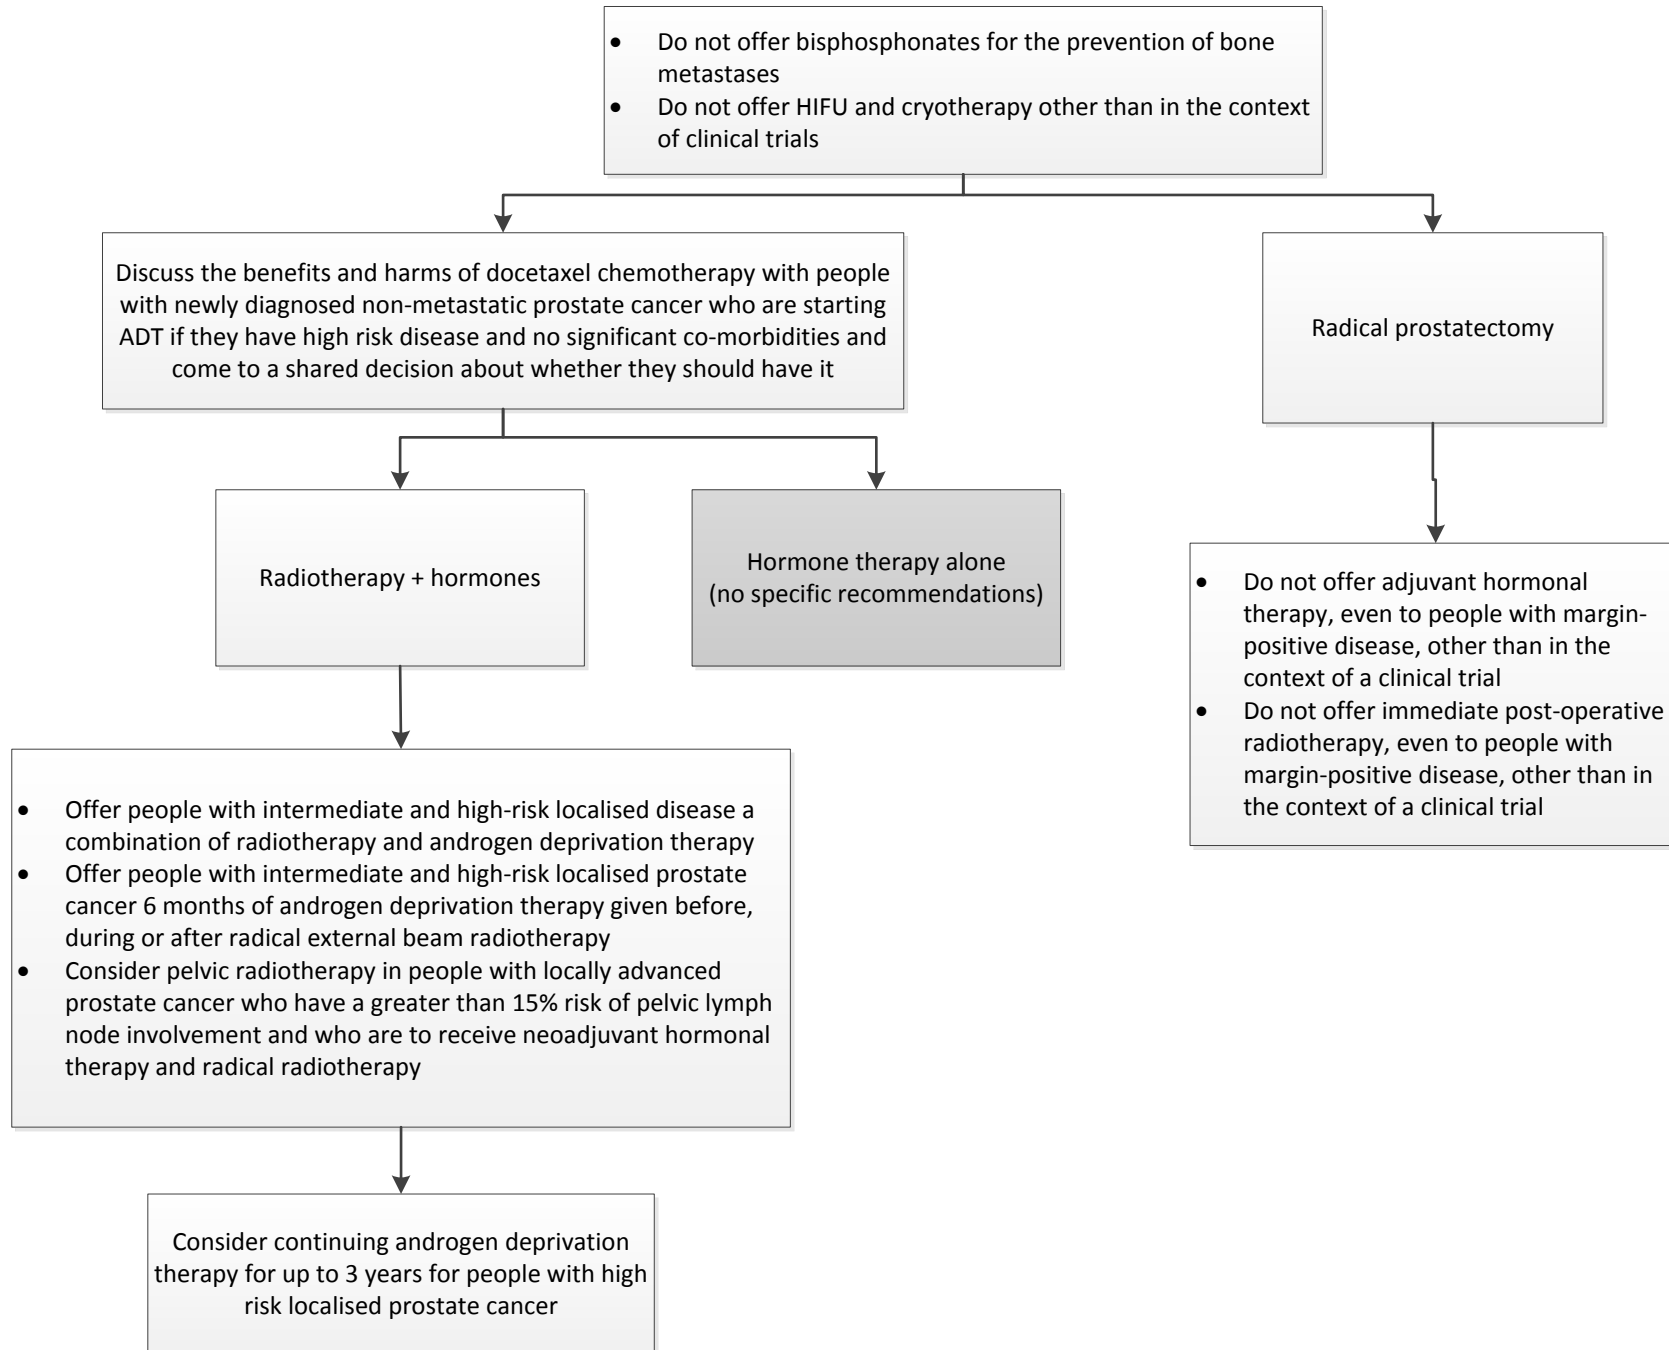 • Do not offer bisphosphonates for the prevention of bone
metastases
• Do not offer HIFU and cryotherapy other than in the context
of clinical trials
Discuss the benefits and harms of docetaxel chemotherapy with people
with newly diagnosed non-metastatic prostate cancer who are starting
ADT if they have high risk disease and no significant co-morbidities and
come to a shared decision about whether they should have it
Radical prostatectomy
Radiotherapy + hormones
Hormone therapy alone
(no specific recommendations)
• Do not offer adjuvant hormonal
therapy, even to people with margin-
positive disease, other than in the
context of a clinical trial
• Do not offer immediate post-operative
radiotherapy, even to people with
margin-positive disease, other than in
the context of a clinical trial
• Offer people with intermediate and high-risk localised disease a
combination of radiotherapy and androgen deprivation therapy
• Offer people with intermediate and high-risk localised prostate
cancer 6 months of androgen deprivation therapy given before,
during or after radical external beam radiotherapy
• Consider pelvic radiotherapy in people with locally advanced
prostate cancer who have a greater than 15% risk of pelvic lymph
node involvement and who are to receive neoadjuvant hormonal
therapy and radical radiotherapy
Consider continuing androgen deprivation
therapy for up to 3 years for people with high
risk localised prostate cancer